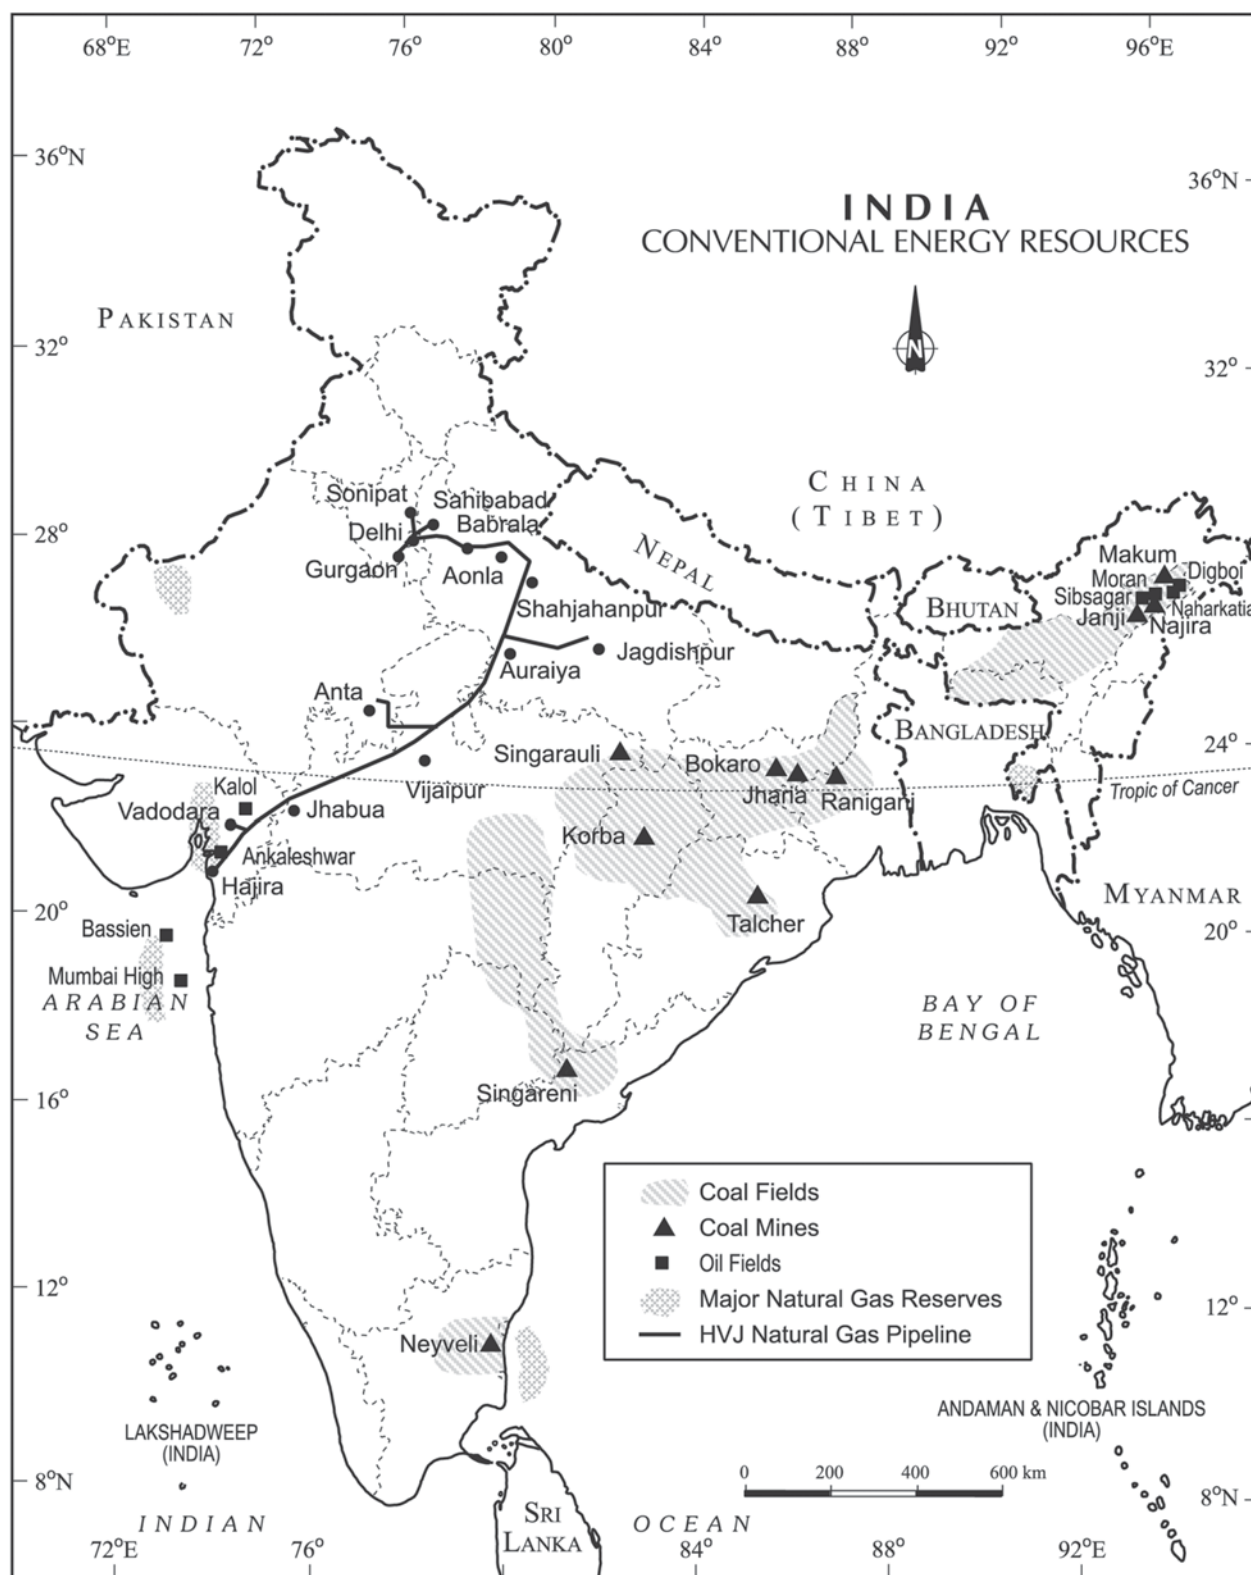 68°E 72° 76° 80° 84° 88° 92° 96°E
36°N
36°N
INDIA
CONVENTIONAL ENERGY RESOURCES
N
PAKISTAN
32°
32°
CHINA
(TIBET)
Sonipat
Sahibabad
Delhi
Babrala
28°
28°
NEPAL
Gurgaon
Aonla
Shahjahanpur
Makum
Moran
Digboi
Sibsagar
Naharkatia
Janji
Najira
BHUTAN
Auraiya
Jagdishpur
Anta
BANGLADESH
24°
Singarauli
Bokaro
Jharia
Raniganj
Vijaipur
Tropic of Cancer
Kalol
Vadodara
Jhabua
Korba
Ankaleshwar
Hajira
MYANMAR
20°
20°
Talcher
Bassien
Mumbai High
ARABIAN
SEA
BAY OF
BENGAL
Singareni
16°
Coal Fields
Coal Mines
Oil Fields
Major Natural Gas Reserves
HVJ Natural Gas Pipeline
12°
12°
Neyveli
LAKSHADWEEP
(INDIA)
ANDAMAN & NICOBAR ISLANDS
(INDIA)
0 200 400 600 km
8°N
8°N
INDIAN
OCEAN
SRI
LANKA
72°E 76° 84° 88° 92°E